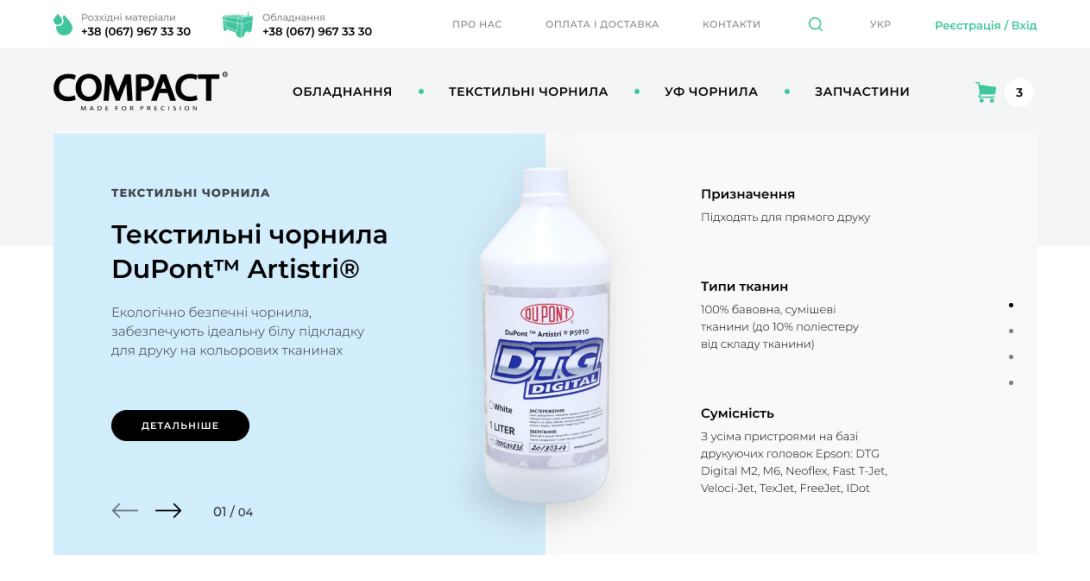 Розхідні матеріали
+38 (067) 967 33 30
Обладнання
+38 (067) 967 33 30
ПРО НАС
ОПЛАТА І ДОСТАВКА
КОНТАКТИ
УКР
Реєстрація / Вхід
COMPACT®
MADE FOR PRECISION
ОБЛАДНАННЯ
ТЕКСТИЛЬНІ ЧОРНИЛА
УФ ЧОРНИЛА
ЗАПЧАСТИНИ
3
ТЕКСТИЛЬНІ ЧОРНИЛА
Текстильні чорнила
DuPont™ Artistri®
Екологічно безпечні чорнила,
забезпечують ідеальну білу підкладку
для друку на кольорових тканинах
ДЕТАЛЬНІШЕ
01 / 04
DUPONT
DuPont ™ Artistri ® P5910
DTG
DIGITAL
White
1 LITER
ЗАСТЕРЕЖЕННЯ:
ЗБЕРІГАННЯ:
Призначення
Підходять для прямого друку
Типи тканин
100% бавовна, сумішеві
тканини (до 10% поліестеру
від складу тканини)
Сумісність
З усіма пристроями на базі
друкуючих головок Epson: DTG
Digital M2, M6, Neoflex, Fast T-Jet,
Veloci-Jet, TexJet, FreeJet, IDot